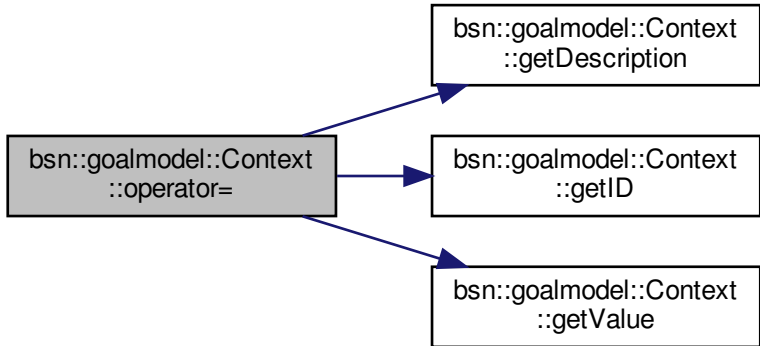 bsn::goalmodel::Context
::getDescription
bsn::goalmodel::Context
::operator=
bsn::goalmodel::Context
::getID
bsn::goalmodel::Context
::getValue